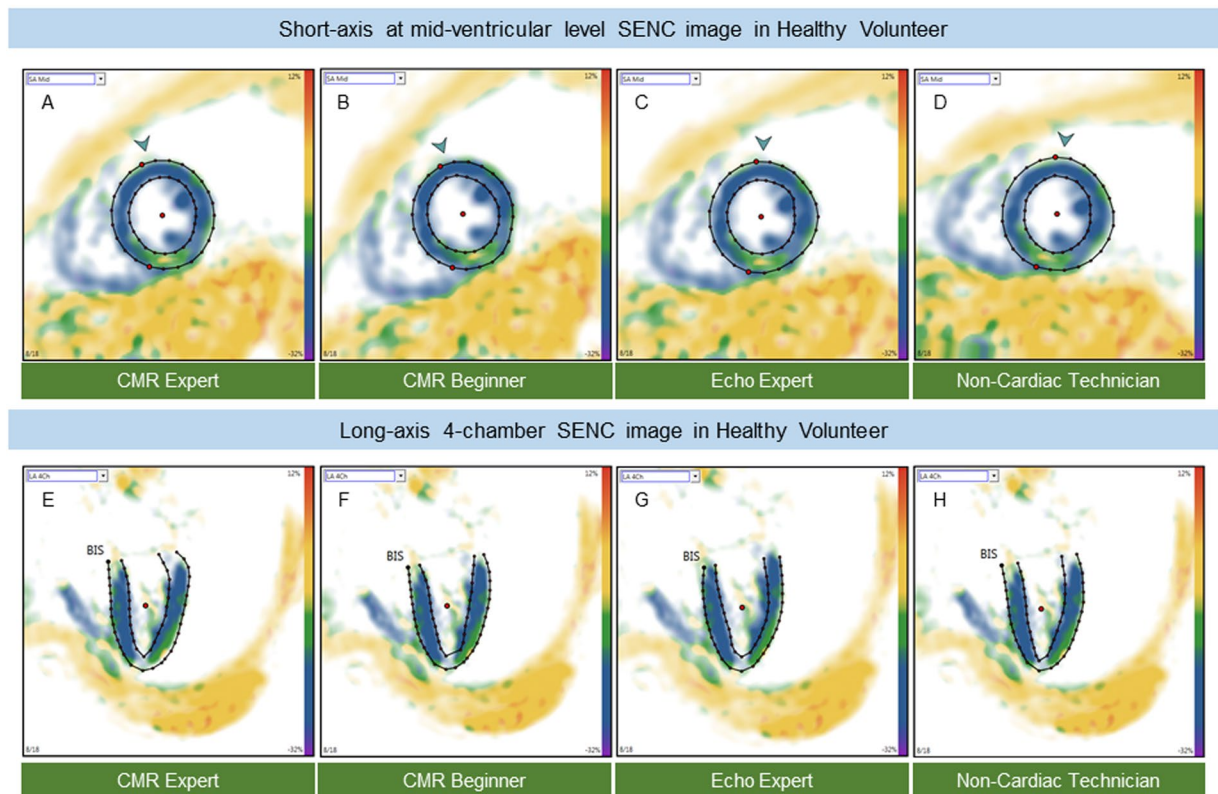 Short-axis at mid-ventricular level SENC image in Healthy Volunteer
SA Mid 12% SA Mid 12% SA Mid 12% SA Mid 12%
A B C D
8/18 -32% 8/18 -32% 8/18 -32% 8/18 -32%
CMR Expert CMR Beginner Echo Expert Non-Cardiac Technician
Long-axis 4-chamber SENC image in Healthy Volunteer
LA 4Ch 12% LA 4Ch 12% LA 4Ch 12% LA 4Ch 12%
E F G H
BIS BIS BIS BIS
8/18 -32% 8/18 -32% 8/18 -32% 8/18 -32%
CMR Expert CMR Beginner Echo Expert Non-Cardiac Technician